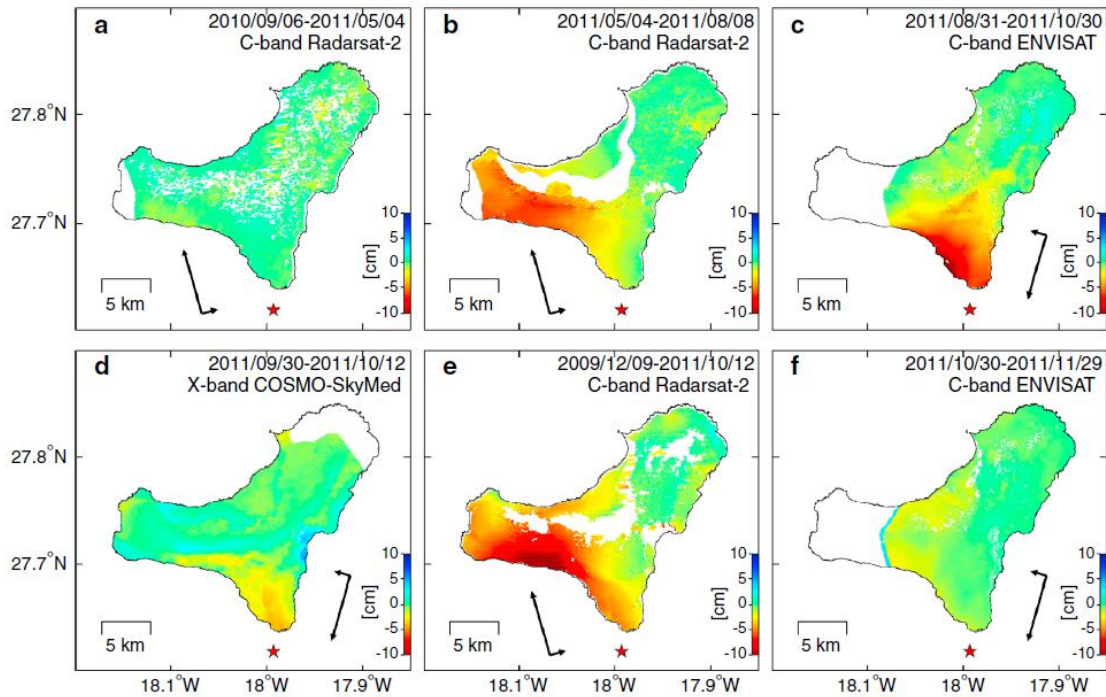 a
2010/09/06-2011/05/04
C-band Radarsat-2
b
2011/05/04-2011/08/08
C-band Radarsat-2
c
2011/08/31-2011/10/30
C-band ENVISAT
27.8°N
27.7°N
5 km
10
5
0
-5
-10
[cm]
5 km
10
5
0
-5
-10
[cm]
5 km
10
5
0
-5
-10
[cm]
d
2011/09/30-2011/10/12
X-band COSMO-SkyMed
e
2009/12/09-2011/10/12
C-band Radarsat-2
f
2011/10/30-2011/11/29
C-band ENVISAT
27.8°N
27.7°N
5 km
10
5
0
-5
-10
[cm]
5 km
10
5
0
-5
-10
[cm]
5 km
10
5
0
-5
-10
[cm]
18.1°W 18°W 17.9°W
18.1°W 18°W 17.9°W
18.1°W 18°W 17.9°W